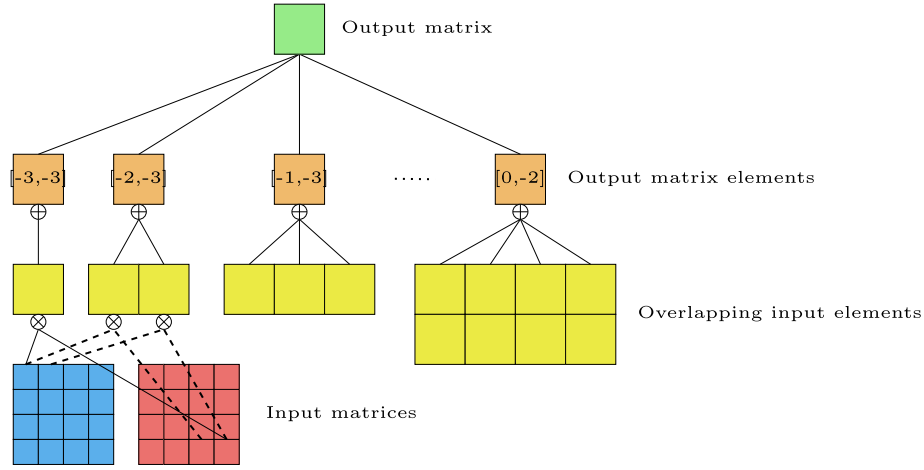 Output matrix
[-3,-3] [-2,-3] [-1,-3] ..... [0,-2] Output matrix elements
Overlapping input elements
Input matrices